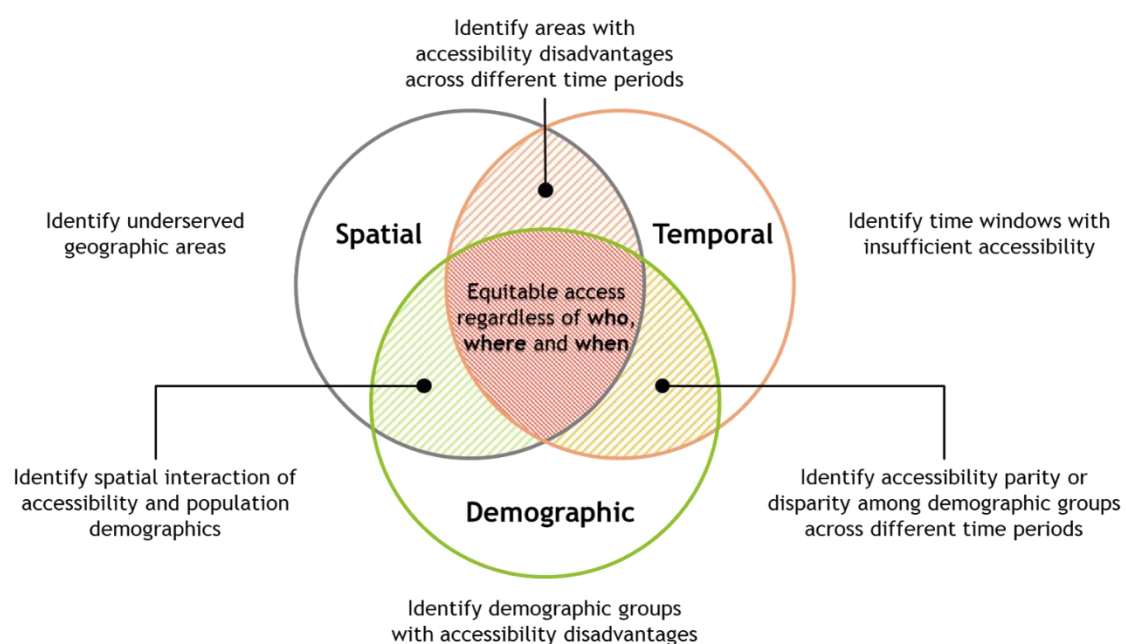 Identify areas with
accessibility disadvantages
across different time periods
Identify underserved
geographic areas
Spatial
Temporal
Identify time windows with
insufficient accessibility
Equitable access
regardless of who,
where and when
Identify spatial interaction of
accessibility and population
demographics
Identify accessibility parity or
disparity among demographic groups
across different time periods
Demographic
Identify demographic groups
with accessibility disadvantages